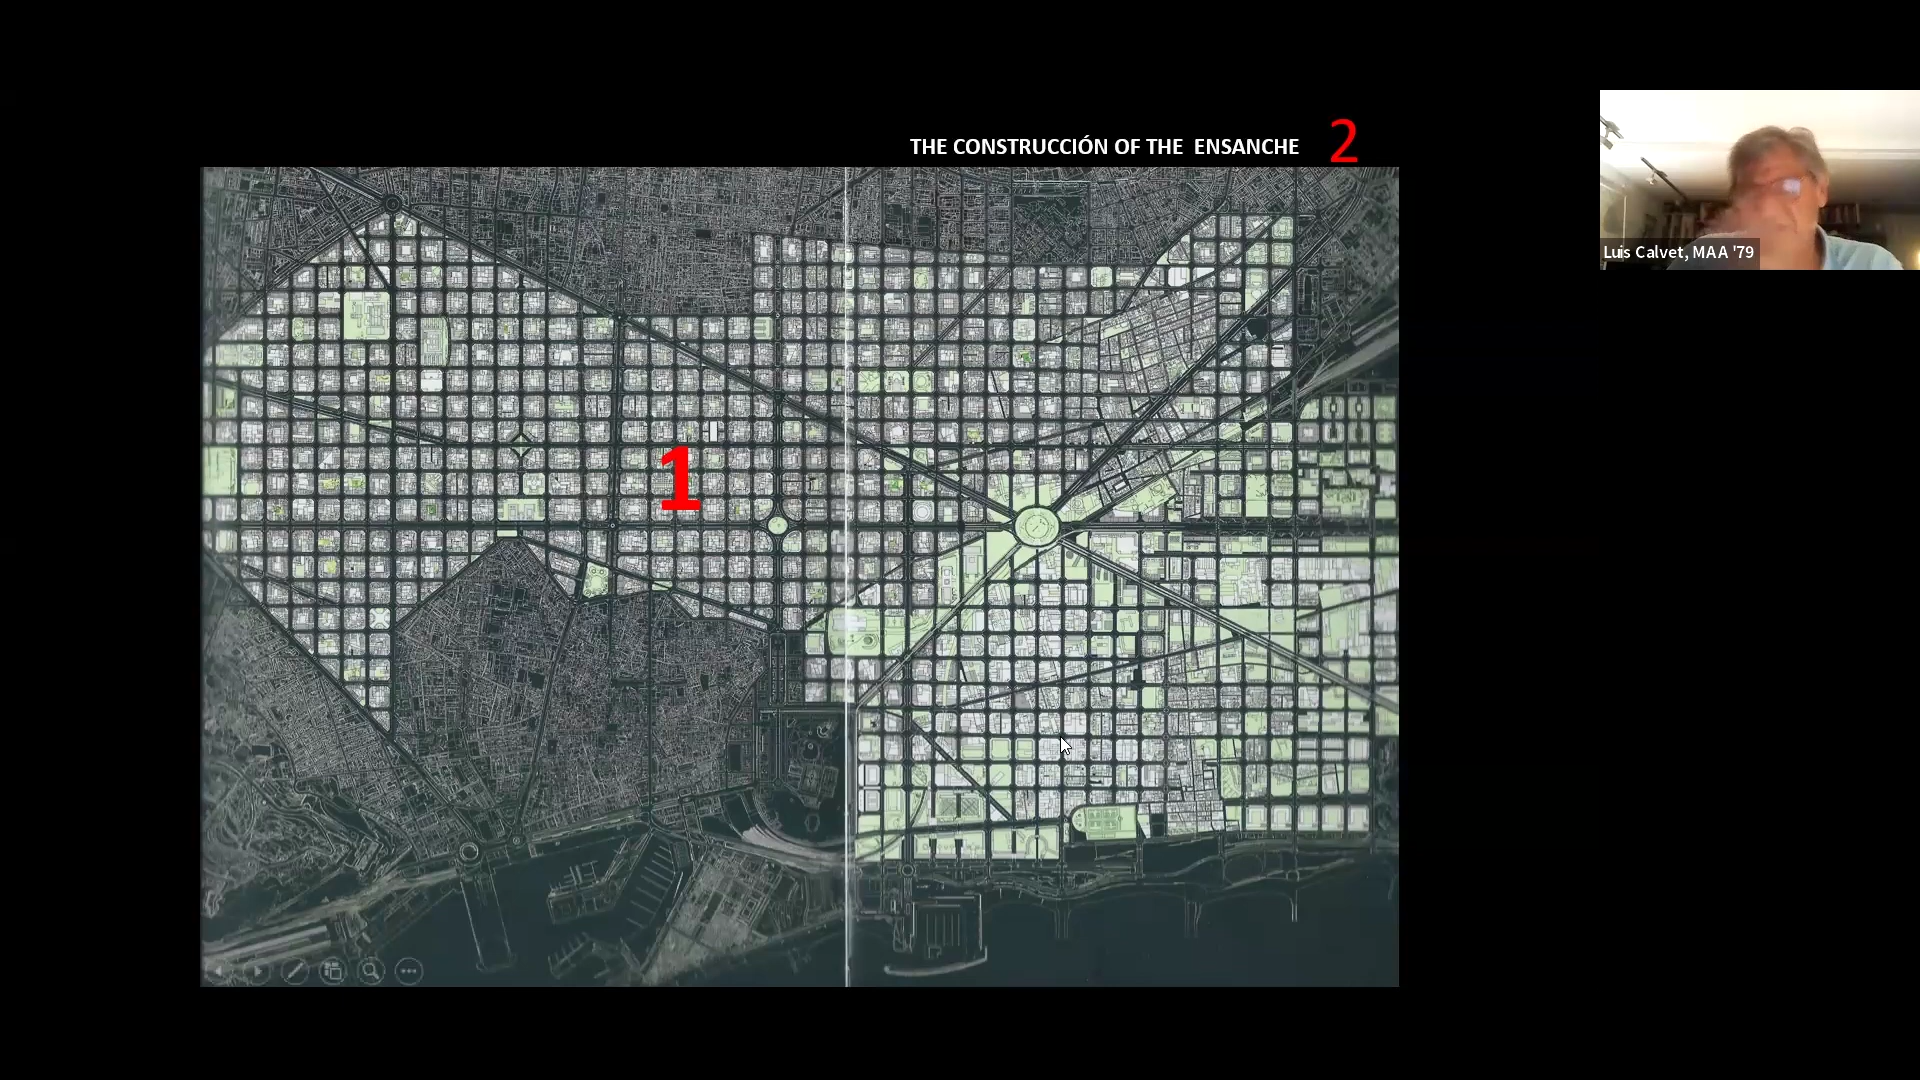 THE CONSTRUCCIÓN OF THE ENSANCHE 2
Luis Calvet, MAA '79
1